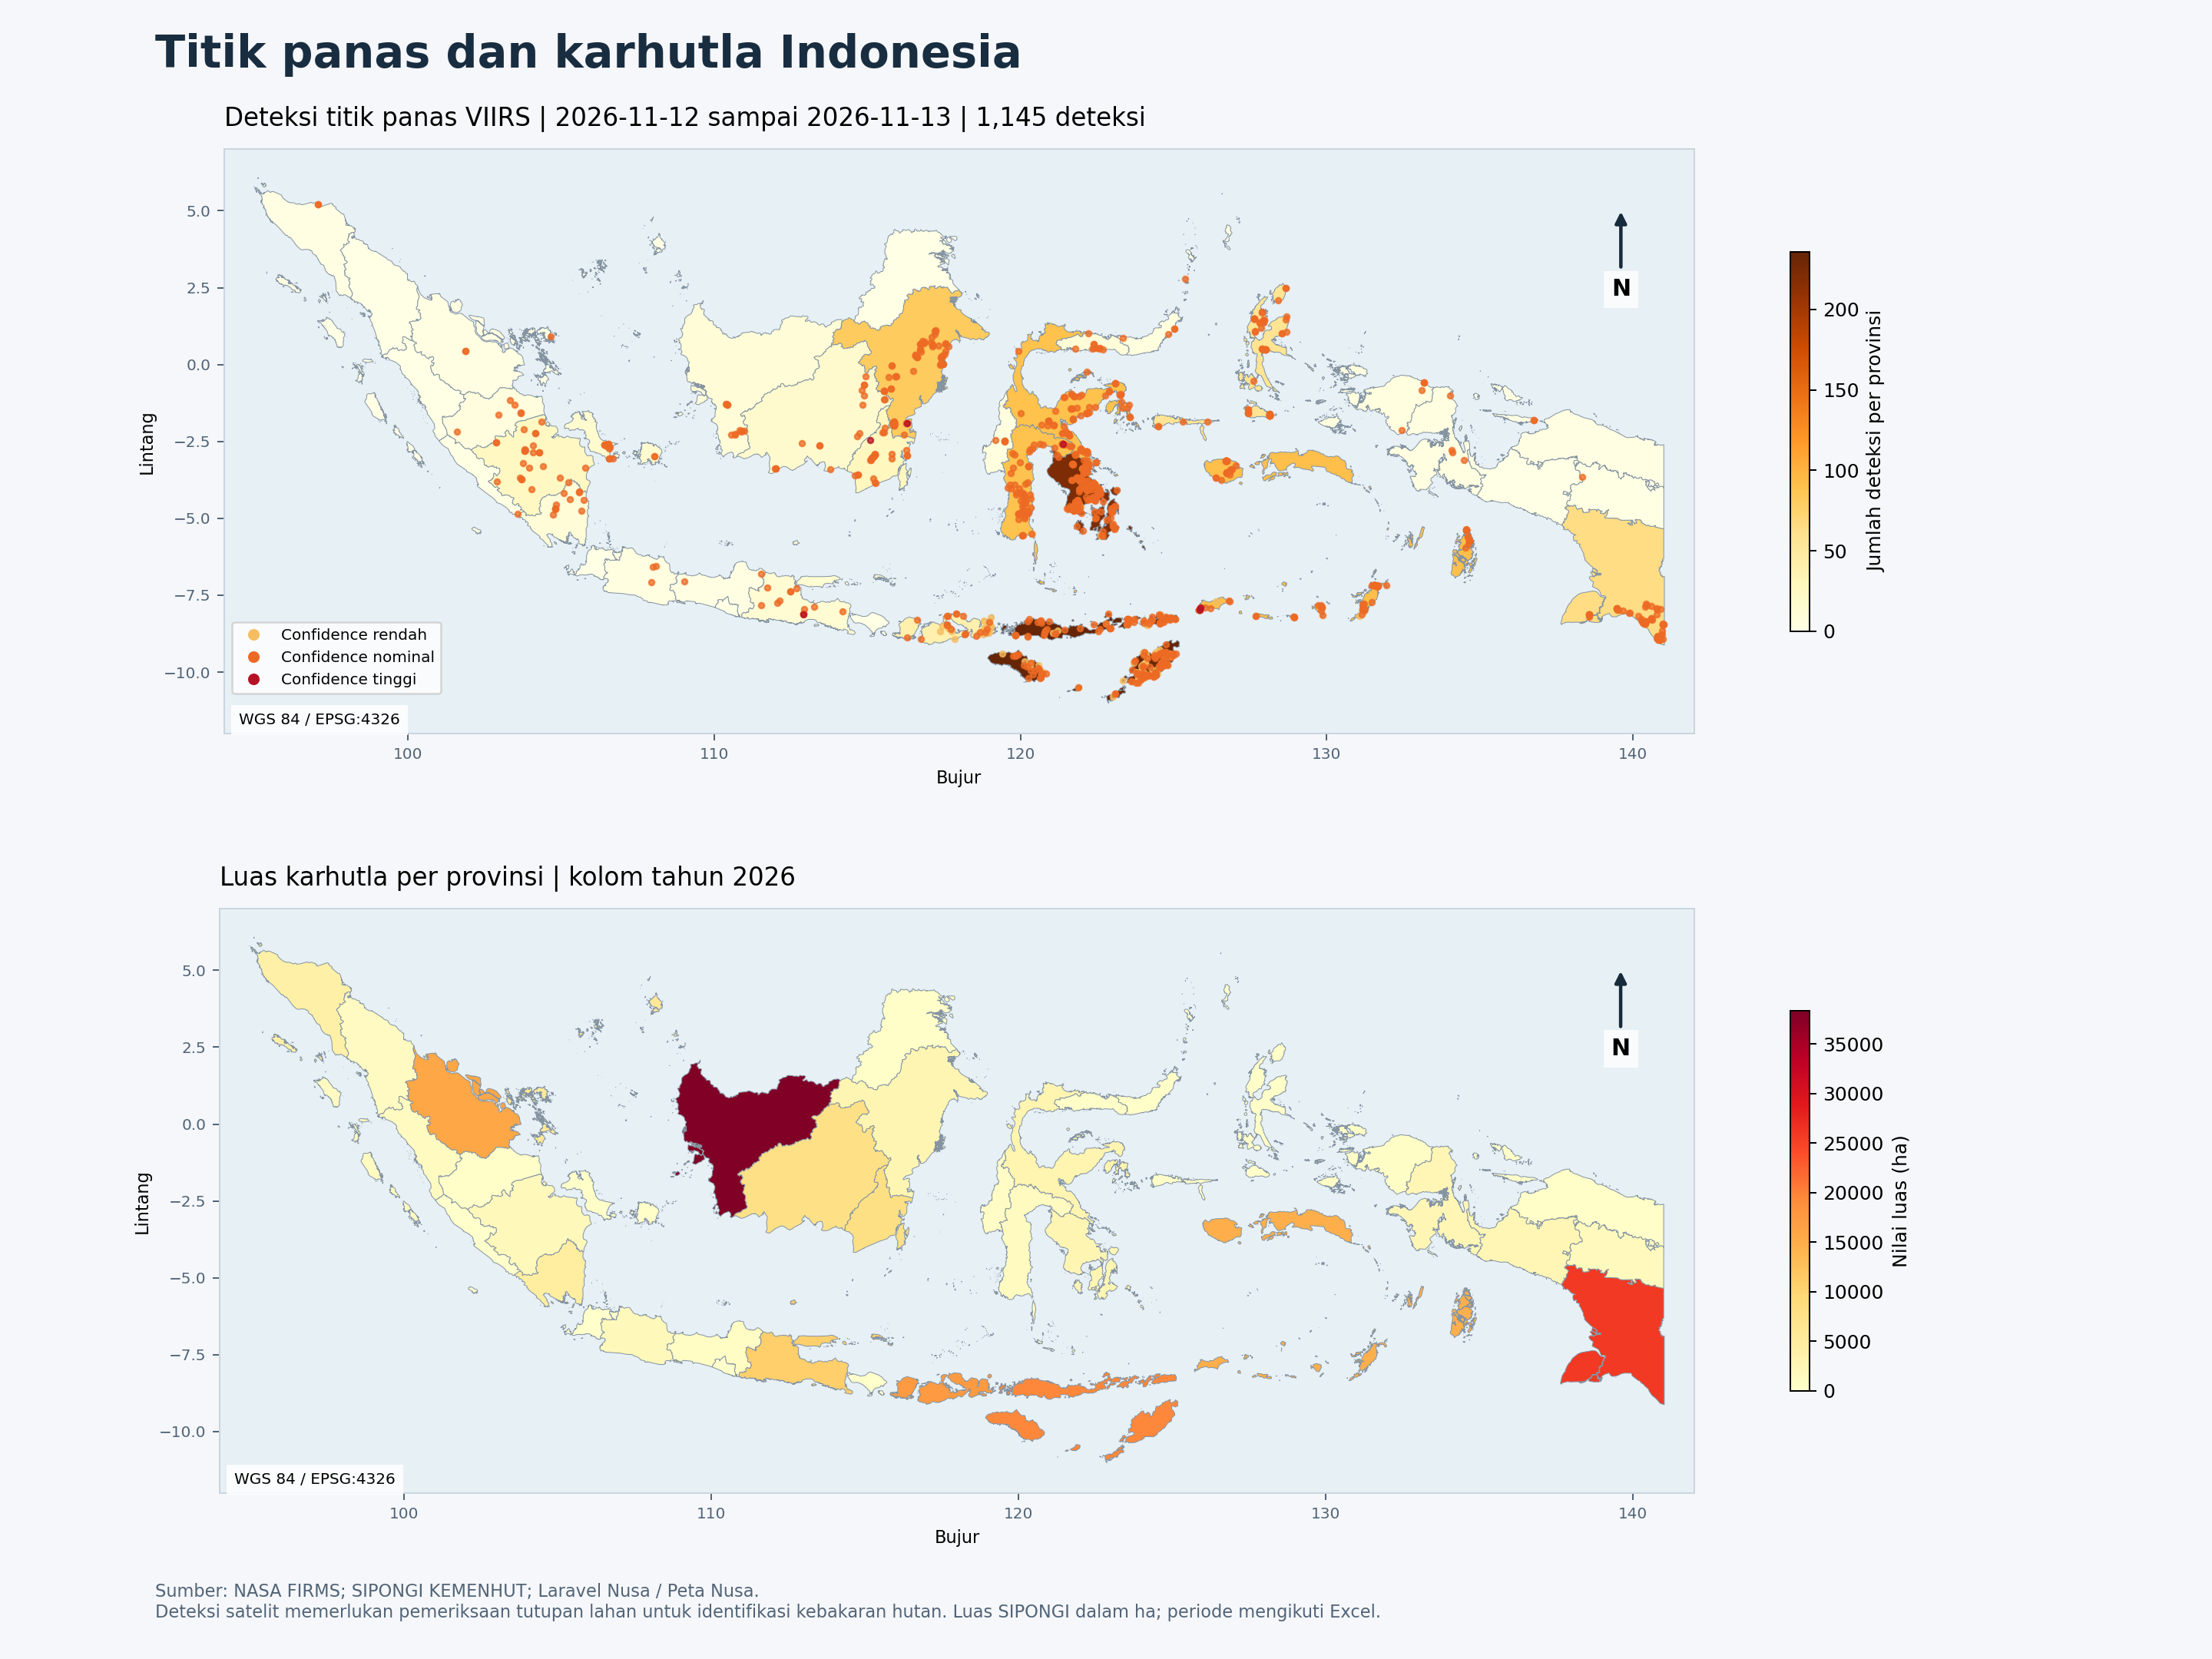 Titik panas dan karhutla Indonesia
Deteksi titik panas VIIRS | 2026-11-12 sampai 2026-11-13 | 1,145 deteksi
5.0
2.5
0.0
−2.5
−5.0
−7.5
−10.0
Lintang
N
Confidence rendah
Confidence nominal
Confidence tinggi
WGS 84 / EPSG:4326
100
110
120
130
140
Bujur
200
150
100
50
0
Jumlah deteksi per provinsi
Luas karhutla per provinsi | kolom tahun 2026
5.0
2.5
0.0
−2.5
−5.0
−7.5
−10.0
Lintang
N
WGS 84 / EPSG:4326
100
110
120
130
140
Bujur
35000
30000
25000
20000
15000
10000
5000
0
Nilai luas (ha)
Sumber: NASA FIRMS; SIPONGI KEMENHUT; Laravel Nusa / Peta Nusa.
Deteksi satelit memerlukan pemeriksaan tutupan lahan untuk identifikasi kebakaran hutan. Luas SIPONGI dalam ha; periode mengikuti Excel.